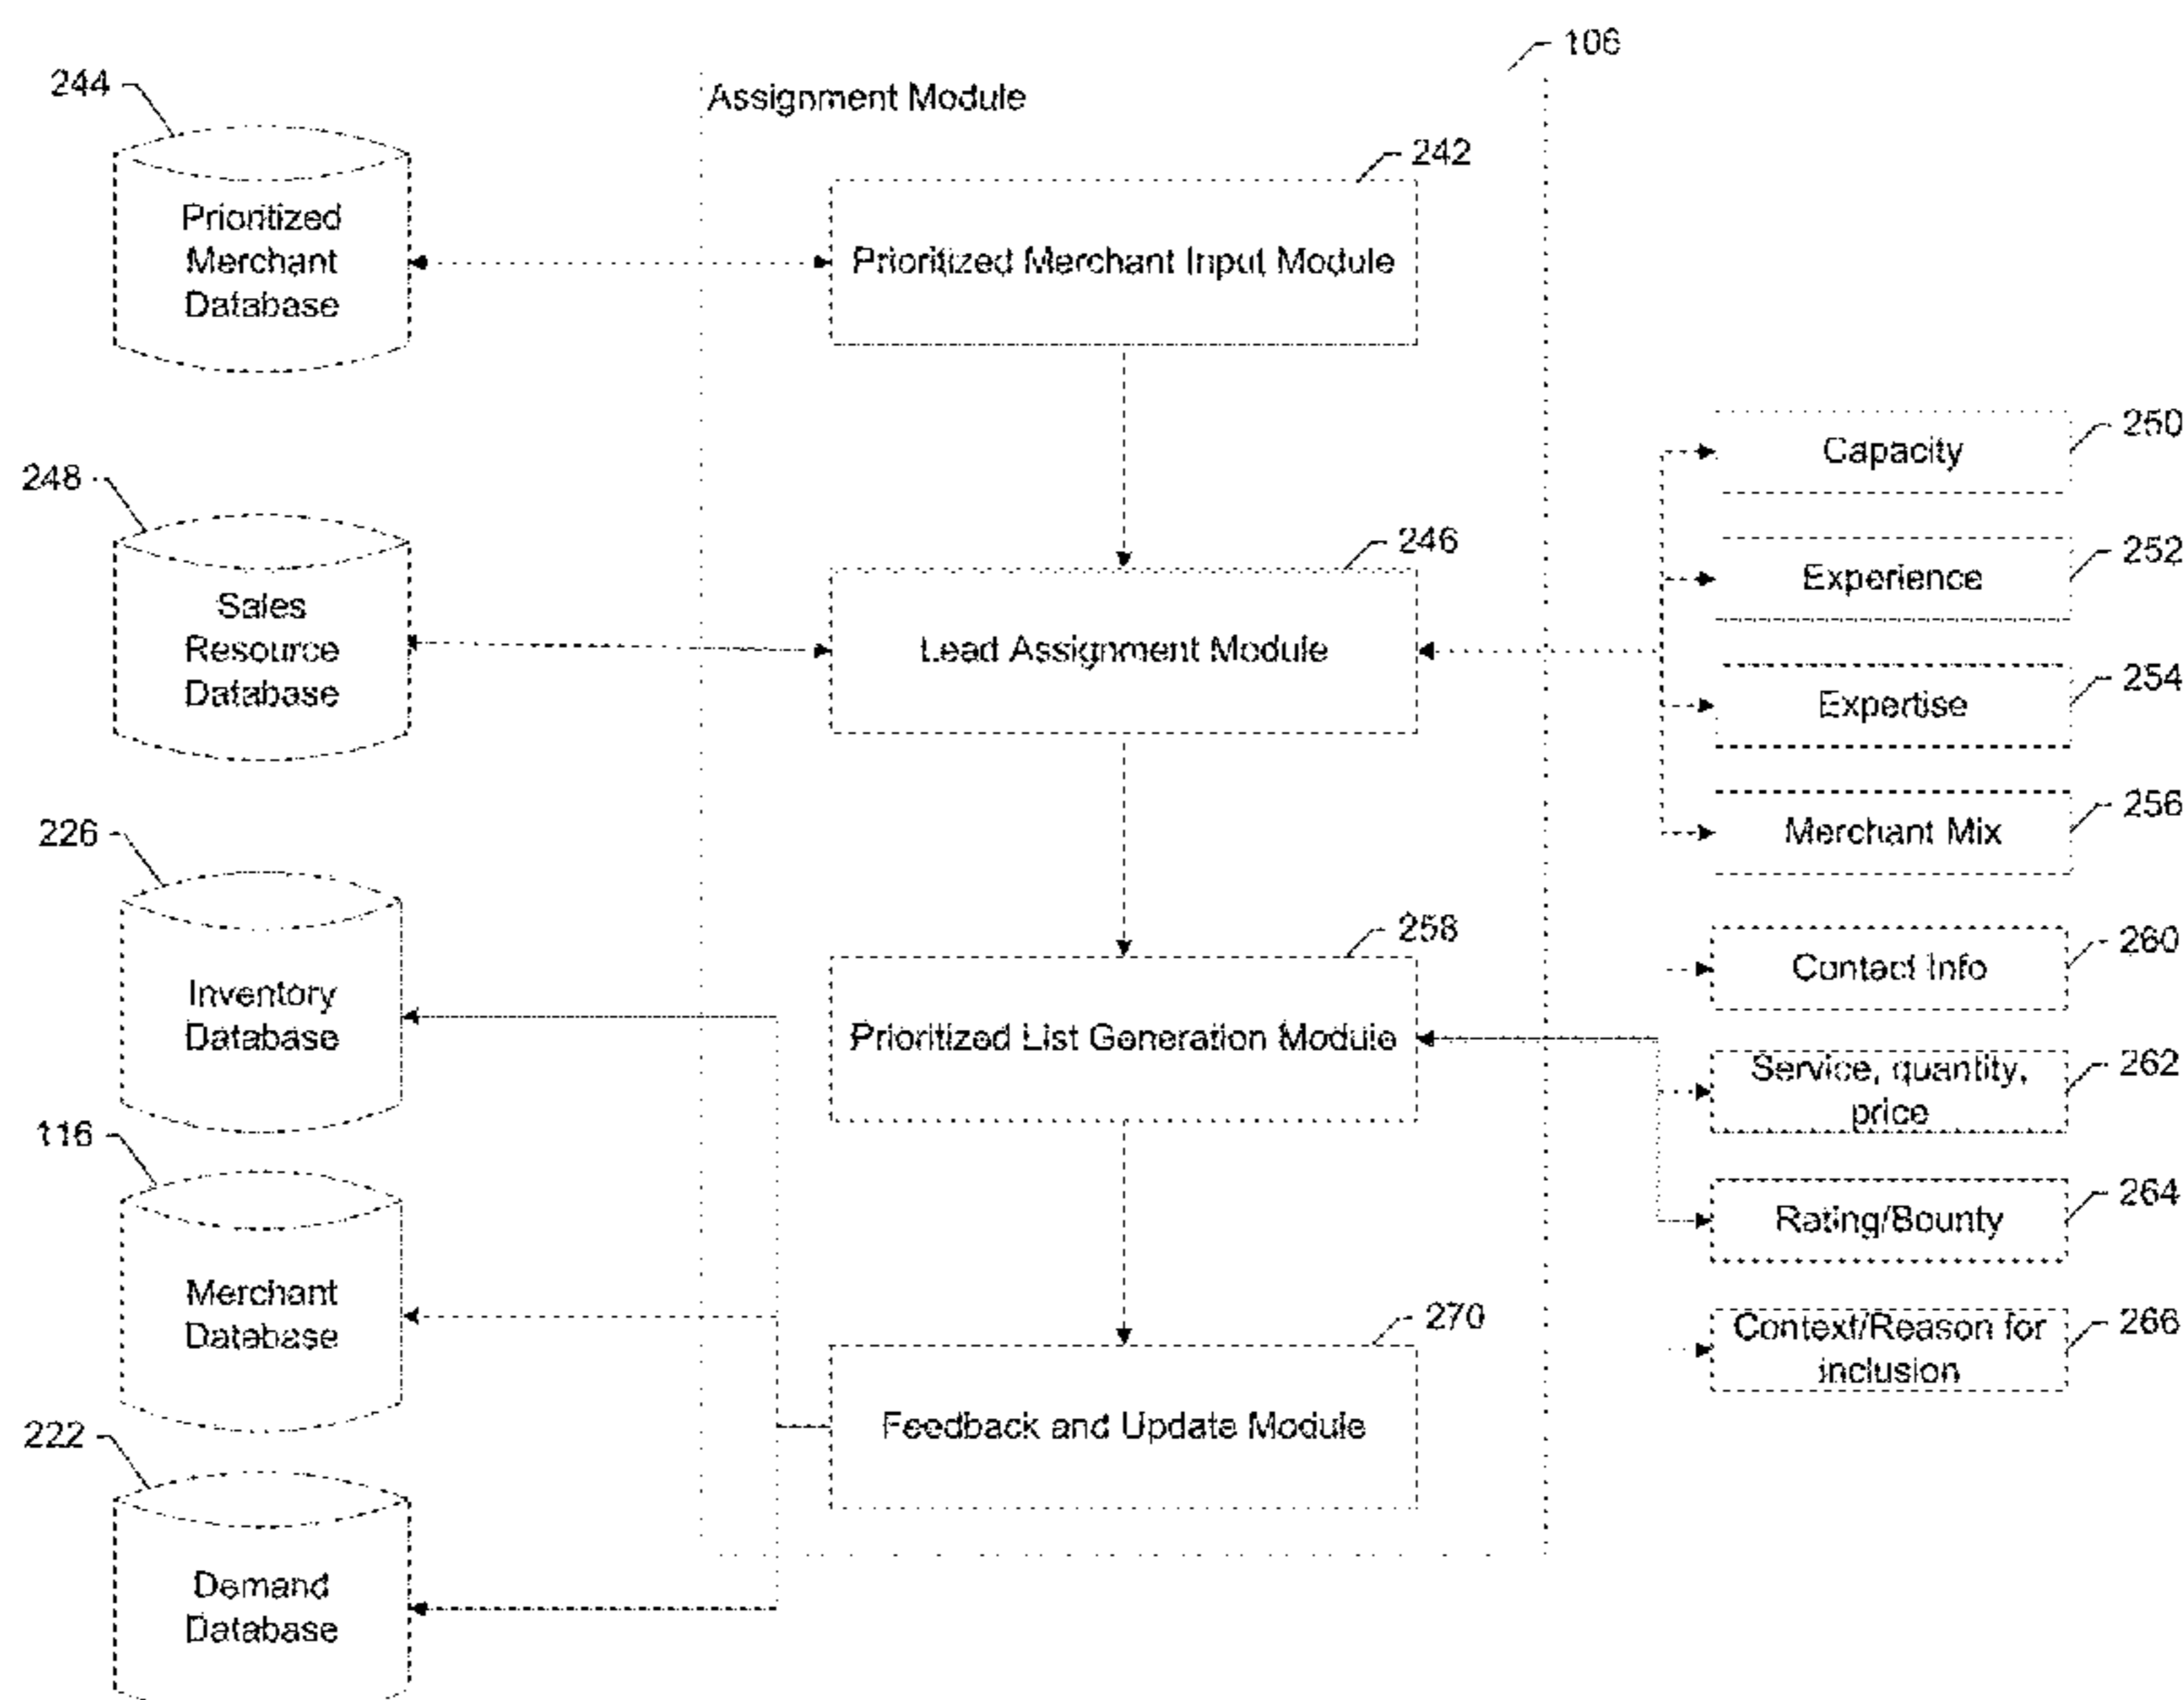 106
244
Assignment Module
242
Prioritized
Merchant
Database
Prioritized Merchant Input Module
250
Capacity
248
246
252
Experience
Sales
Resource
Database
Lead Assignment Module
254
Expertise
256
Merchant Mix
226
258
260
Contact Info
Inventory
Database
Prioritized List Generation Module
262
Service, quantity,
price
116
264
Rating/Bounty
Merchant
Database
270
266
Context/Reason for
inclusion
222
Feedback and Update Module
Demand
Database